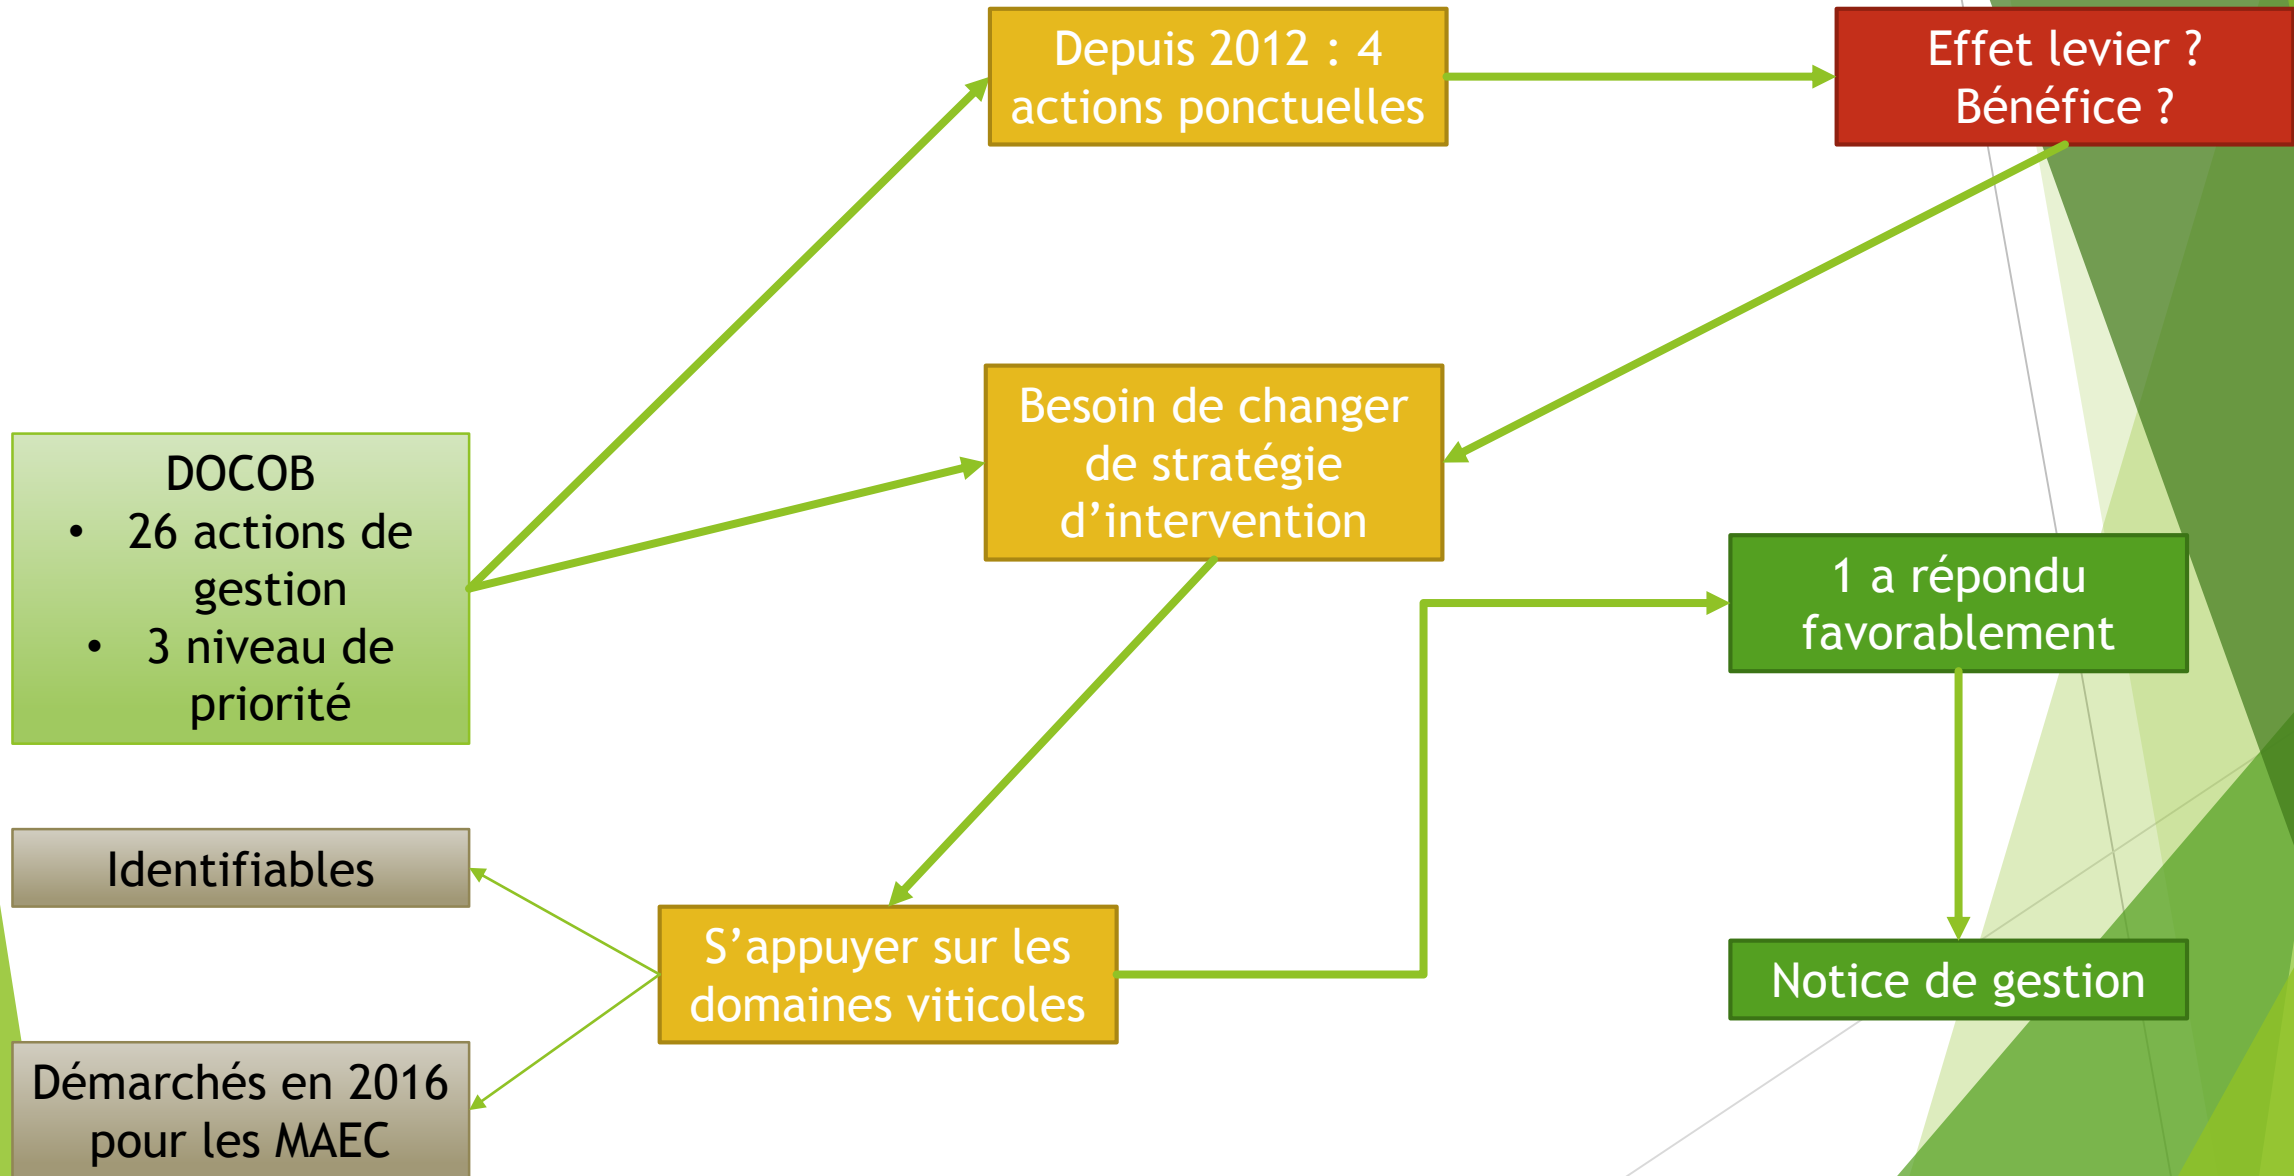 Depuis 2012 : 4
actions ponctuelles
Effet levier ?
Bénéfice ?
Besoin de changer
de stratégie
d’intervention
DOCOB
• 26 actions de
gestion
• 3 niveau de
priorité
1 a répondu
favorablement
Identifiables
S’appuyer sur les
domaines viticoles
Notice de gestion
Démarchés en 2016
pour les MAEC